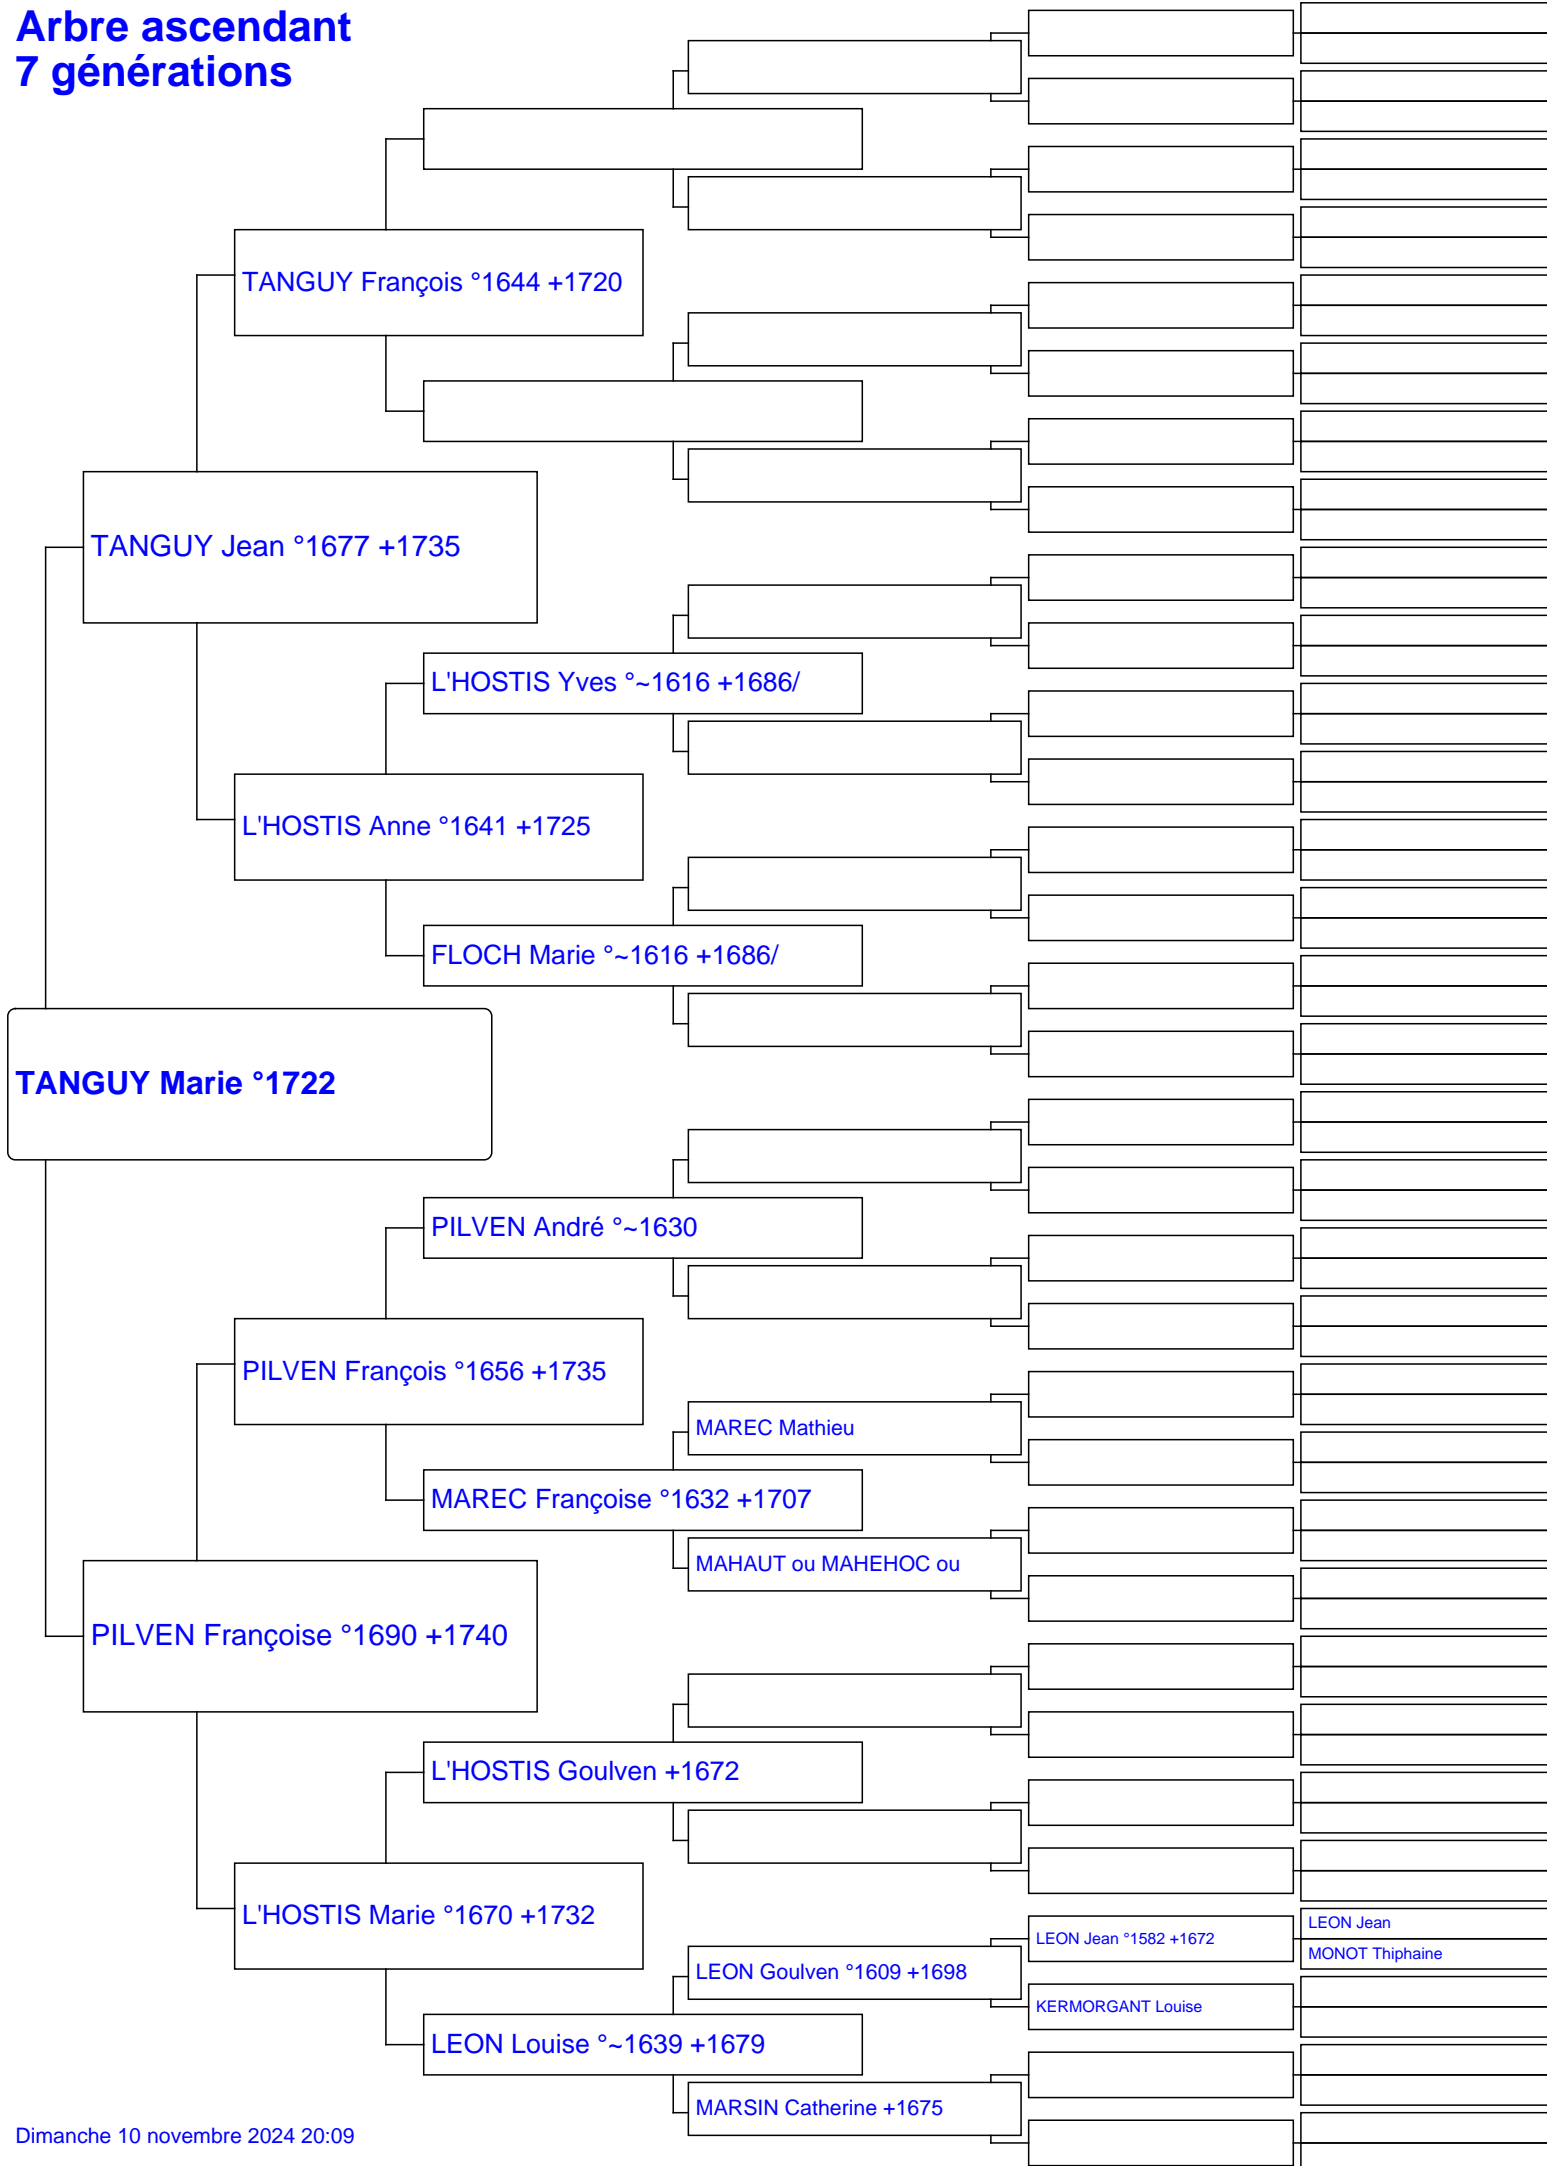 Arbre ascendant
7 générations
TANGUY François °1644 +1720
TANGUY Jean °1677 +1735
L'HOSTIS Yves °~1616 +1686/
L'HOSTIS Anne °1641 +1725
FLOCH Marie °~1616 +1686/
TANGUY Marie °1722
PILVEN André °~1630
PILVEN François °1656 +1735
MAREC Mathieu
MAREC Françoise °1632 +1707
MAHAUT ou MAHEHOC ou
PILVEN Françoise °1690 +1740
L'HOSTIS Goulven +1672
L'HOSTIS Marie °1670 +1732
LEON Jean
LEON Jean °1582 +1672
MONOT Thiphaine
LEON Goulven °1609 +1698
KERMORGANT Louise
LEON Louise °~1639 +1679
MARSIN Catherine +1675
Dimanche 10 novembre 2024 20:09